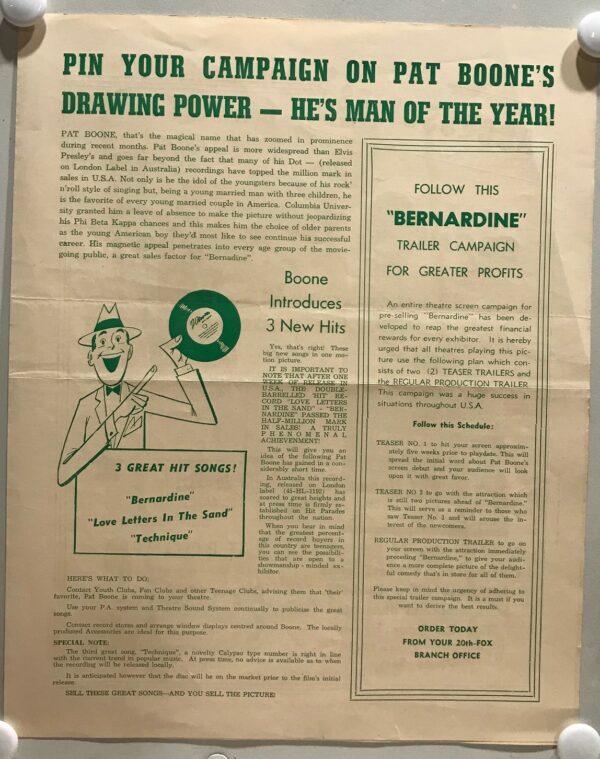 PIN YOUR CAMPAIGN ON PAT BOONE'S
DRAWING POWER — HE'S MAN OF THE YEAR!
PAT BOONE, that's the magical name that has zoomed in prominence
during recent months. Pat Boone's appeal is more widespread than Elvis
Presley's and goes far beyond the fact that many of his Dot — (released
on London Label in Australia) recordings have topped the million mark in
sales in U.S.A. Not only is he the idol of the youngsters because of his rock'
n'roll style of singing but, being a young married man with three children, he
is the favorite of every young married couple in America. Columbia Univer-
sity granted him a leave of absence to make the picture without jeopardizing
his Phi Beta Kappa chances and this makes him the choice of older parents
as the young American boy they'd most like to see continue his successful
career. His magnetic appeal penetrates into every age group of the movie-
going public, a great sales factor for "Bernadine".
Boone
Introduces
3 New Hits
Yes, that's right! These
big new songs in one mo-
tion picture.
IT IS IMPORTANT TO
NOTE THAT AFTER ONE
WEEK OF RELEASE IN
U.S.A. THE DOUBLE-
BARRELLED HIT RE-
CORD "LOVE LETTERS
IN THE SAND" - "BER-
NARDINE" PASSED THE
HALF-MILLION MARK
IN SALES! A TRULY
PHENOMENAL
ACHIEVEMENT!
This will give you an
idea of the following Pat
Boone has gained in a con-
siderably short time.
In Australia this record-
ing, released on London
label (45-HL-1192) has
soared to great heights and
at press time is firmly es-
tablished on Hit Parades
throughout the nation.
When you bear in mind
that the greatest percent-
age of record buyers in
this country are teenagers,
you can see the possibili-
ties that are open to a
showmanship - minded ex-
hibitor.
3 GREAT HIT SONGS!
"Bernardine"
"Love Letters In The Sand"
"Technique"
HERE'S WHAT TO DO:
Contact Youth Clubs, Fan Clubs and other Teenage Clubs, advising them that 'their'
favorite, Pat Boone is coming to your theatre.
Use your P.A. system and Theatre Sound System continually to publicise the great
songs.
Contact record stores and arrange window displays centred around Boone. The locally
produced Accessories are ideal for this purpose.
SPECIAL NOTE:
The third great song, "Technique", a novelty Calypso type number is right in line
with the current trend in popular music. At press time, no advice is available as to when
the recording will be released locally.
It is anticipated however that the disc will be on the market prior to the film's initial
release.
SELL THESE GREAT SONGS—AND YOU SELL THE PICTURE!
FOLLOW THIS
"BERNARDINE"
TRAILER CAMPAIGN
FOR GREATER PROFITS
An entire theatre screen campaign for
pre-selling "Bernardine" has been de-
veloped to reap the greatest financial
rewards for every exhibitor. It is hereby
urged that all theatres playing this pic-
ture use the following plan which con-
sists of two (2) TEASER TRAILERS and
the REGULAR PRODUCTION TRAILER
This campaign was a huge success in
situations throughout U.S.A.
Follow this Schedule:
TEASER NO. 1 to hit your screen approxim-
ately five weeks prior to playdate. This will
spread the initial word about Pat Boone's
screen debut and your audience will look
upon it with great favor.
TEASER NO 2 to go with the attraction which
is still two pictures ahead of "Bernardine."
This will serve as a reminder to those who
saw Teaser No. 1 and will arouse the in-
terest of the newcomers.
REGULAR PRODUCTION TRAILER to go on
your screen with the attraction immediately
preceding "Bernardine," to give your audi-
ence a more complete picture of the delight-
ful comedy that's in store for all of them.
Please keep in mind the urgency of adhering to
this special trailer campaign. It is a must if you
want to derive the best results.
ORDER TODAY
FROM YOUR 20th-FOX
BRANCH OFFICE